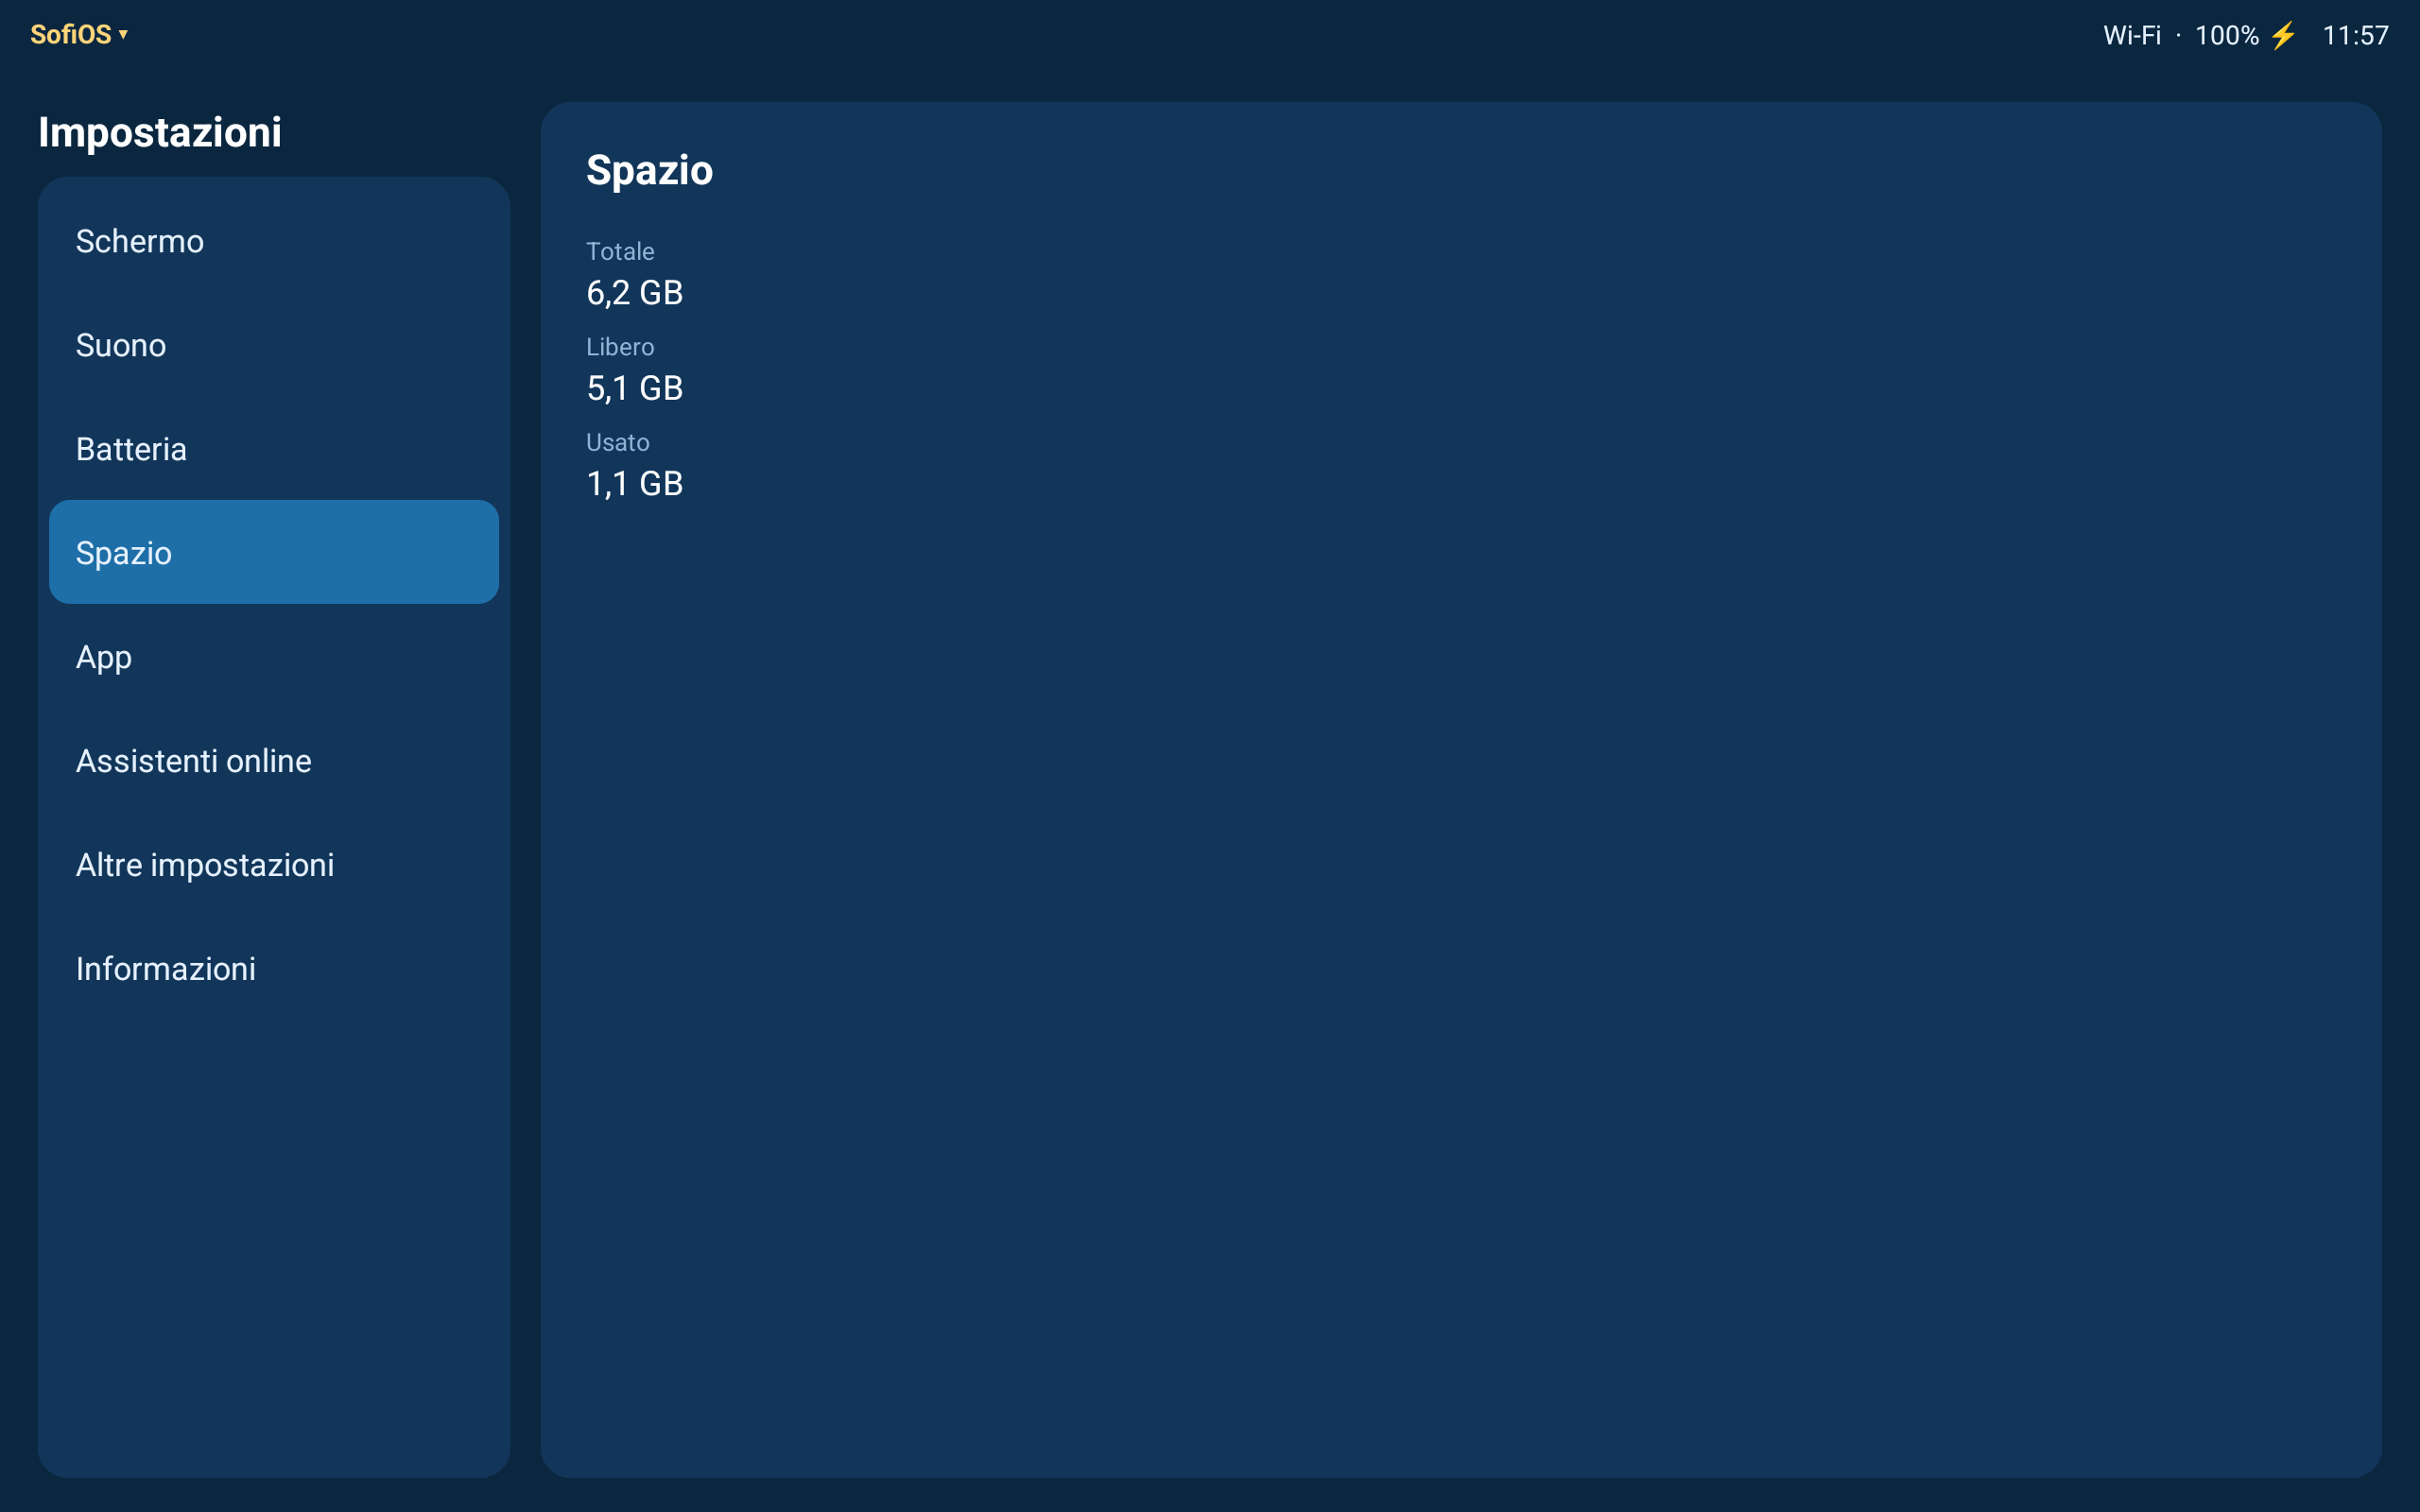 SofiOS ▾
Wi-Fi · 100% ⚡ 11:57
Impostazioni
Schermo
Suono
Batteria
Spazio
App
Assistenti online
Altre impostazioni
Informazioni
Spazio
Totale
6,2 GB
Libero
5,1 GB
Usato
1,1 GB